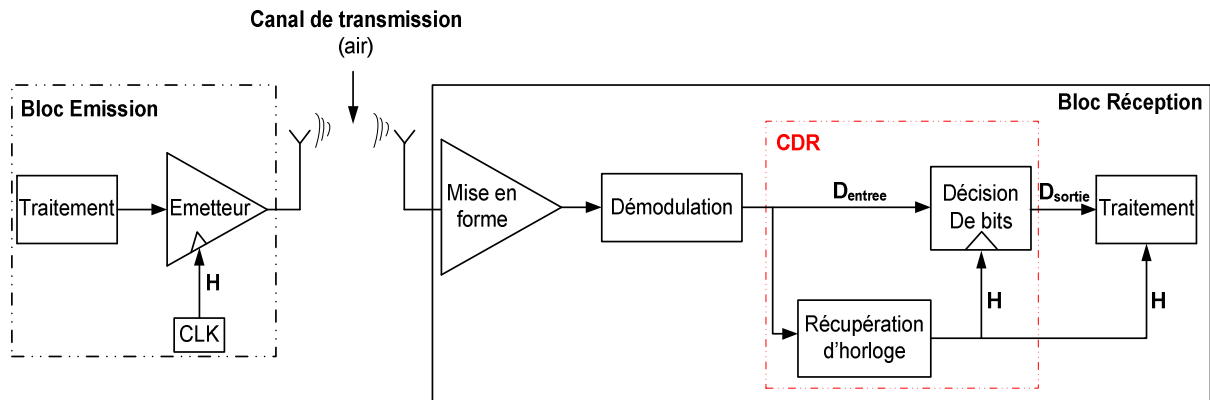 Canal de transmission
(air)
Bloc Emission
Bloc Réception
CDR
Traitement
Emetteur
H
CLK
Mise en
forme
Démodulation
Dentree
Décision
De bits
Dsortie
Traitement
H
H
Récupération
d'horloge